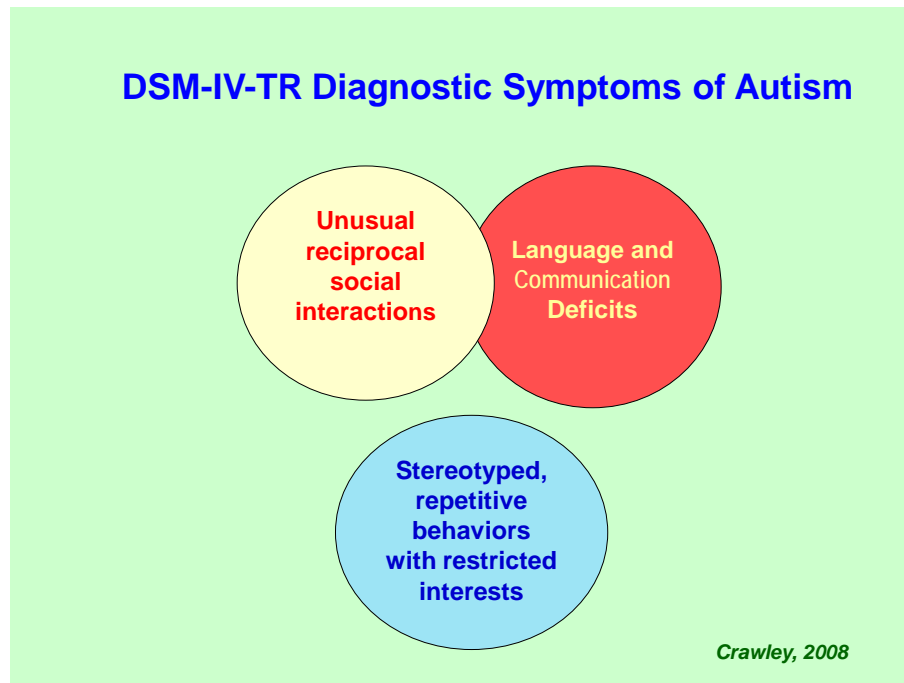 DSM-IV-TR Diagnostic Symptoms of Autism
Unusual
reciprocal
social
interactions
Language and
Communication
Deficits
Stereotyped,
repetitive
behaviors
with restricted
interests
Crawley, 2008